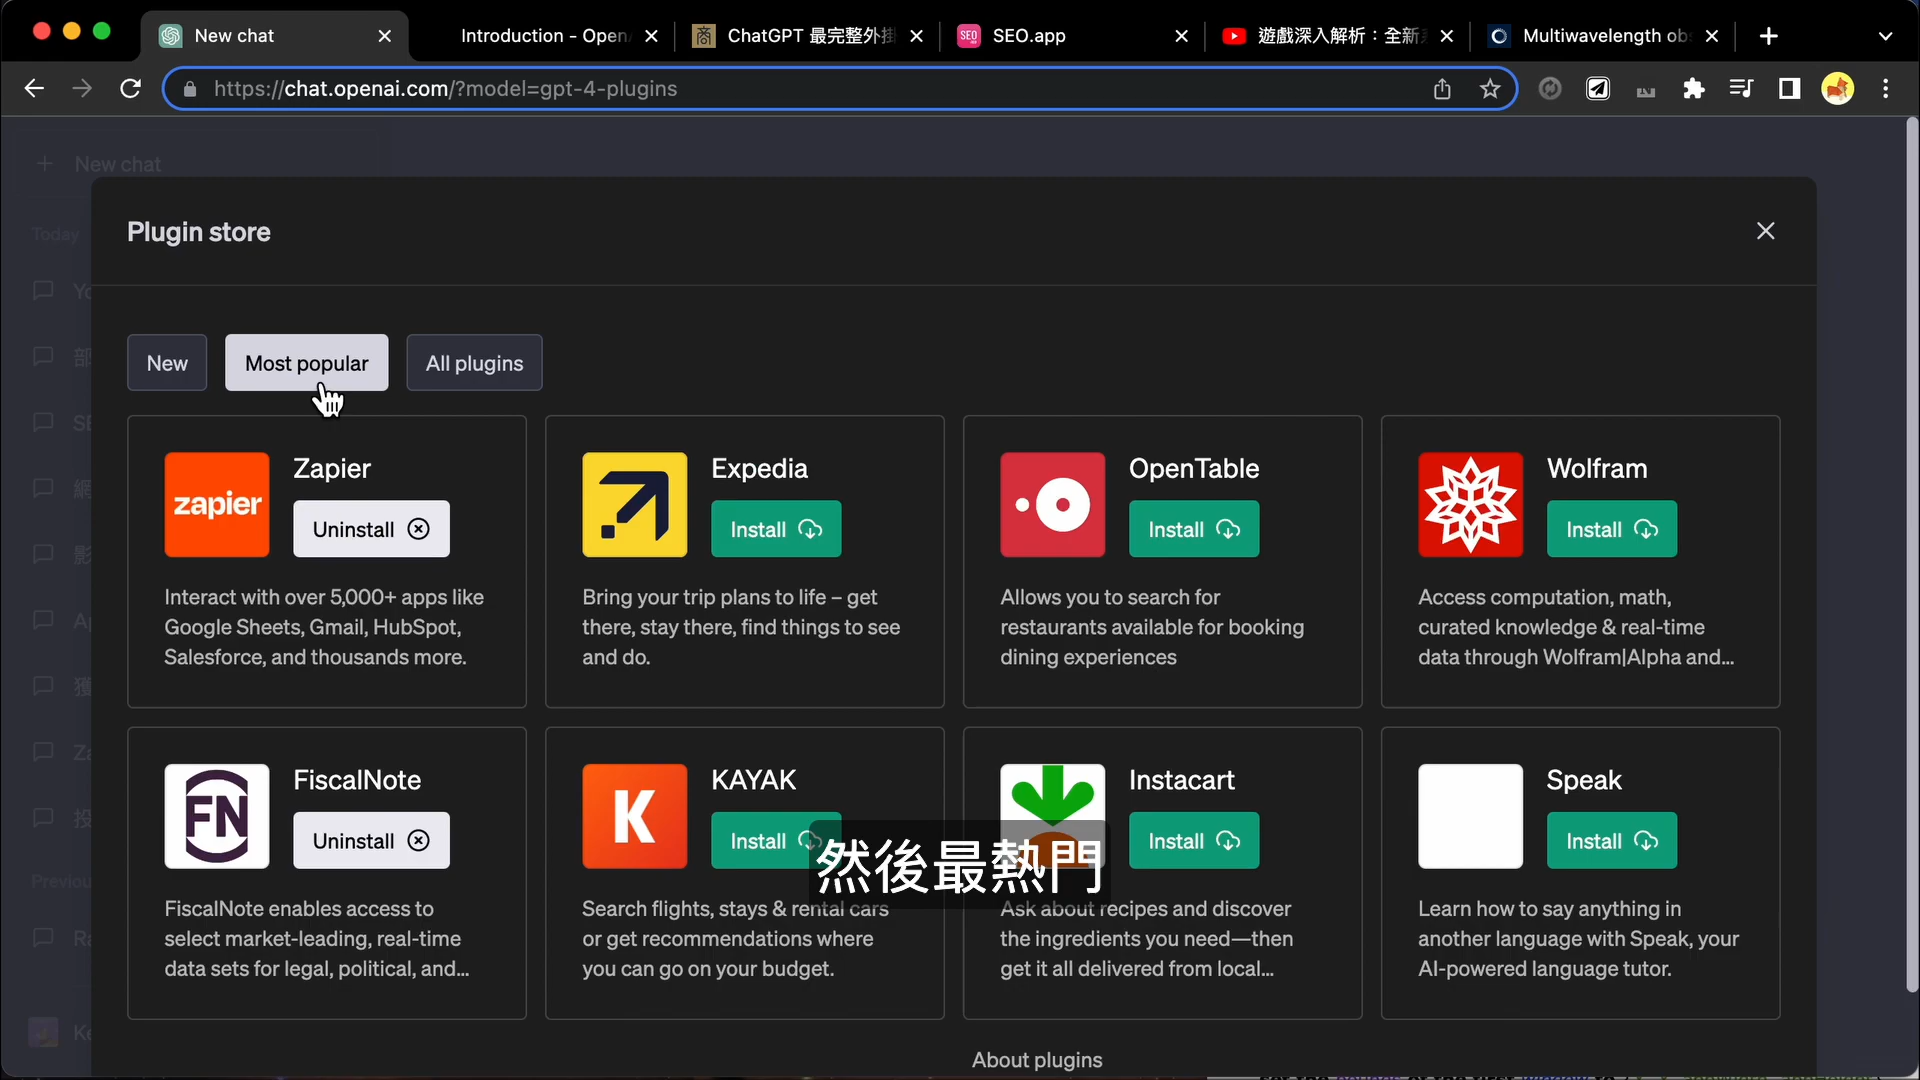 New chat
Introduction - Open
ChatGPT 最完整外掛
SEO.app
遊戲深入解析：全新
Multiwavelength ob
https://chat.openai.com/?model=gpt-4-plugins
New chat
Today
Plugin store
New
Most popular
All plugins
zapier
Zapier
Uninstall
Interact with over 5,000+ apps like
Google Sheets, Gmail, HubSpot,
Salesforce, and thousands more.
Expedia
Install
Bring your trip plans to life – get
there, stay there, find things to see
and do.
OpenTable
Install
Allows you to search for
restaurants available for booking
dining experiences
Wolfram
Install
Access computation, math,
curated knowledge & real-time
data through Wolfram|Alpha and...
FN
FiscalNote
Uninstall
FiscalNote enables access to
select market-leading, real-time
data sets for legal, political, and...
K
KAYAK
Install
Search flights, stays & rental cars
or get recommendations where
you can go on your budget.
Instacart
Install
Ask about recipes and discover
the ingredients you need—then
get it all delivered from local...
Speak
Install
Learn how to say anything in
another language with Speak, your
AI-powered language tutor.
然後最熱門
Previou
About plugins